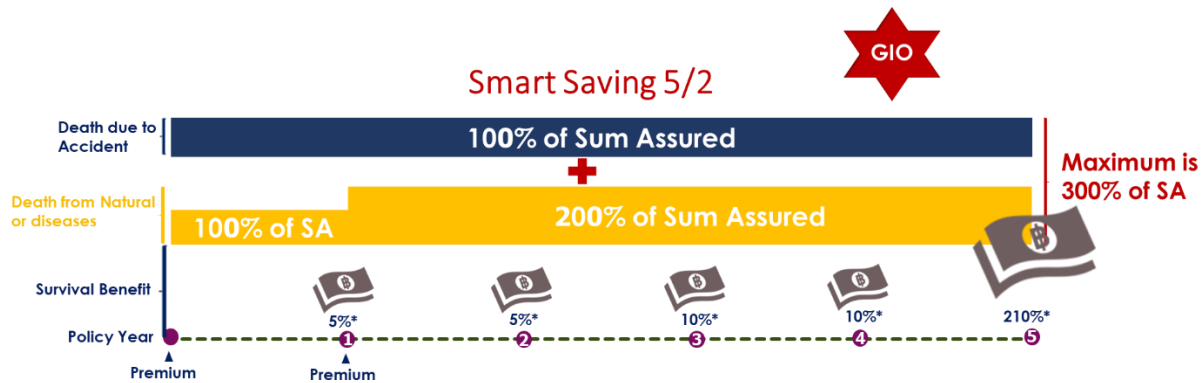 GIO
Smart Saving 5/2
Death due to
Accident
100% of Sum Assured
Maximum is
300% of SA
Death from Natural
or diseases
100% of SA
200% of Sum Assured
฿
฿
฿
฿
฿
Survival Benefit
5%*
5%*
10%*
10%*
210%*
Policy Year
1
2
3
4
5
Premium
Premium